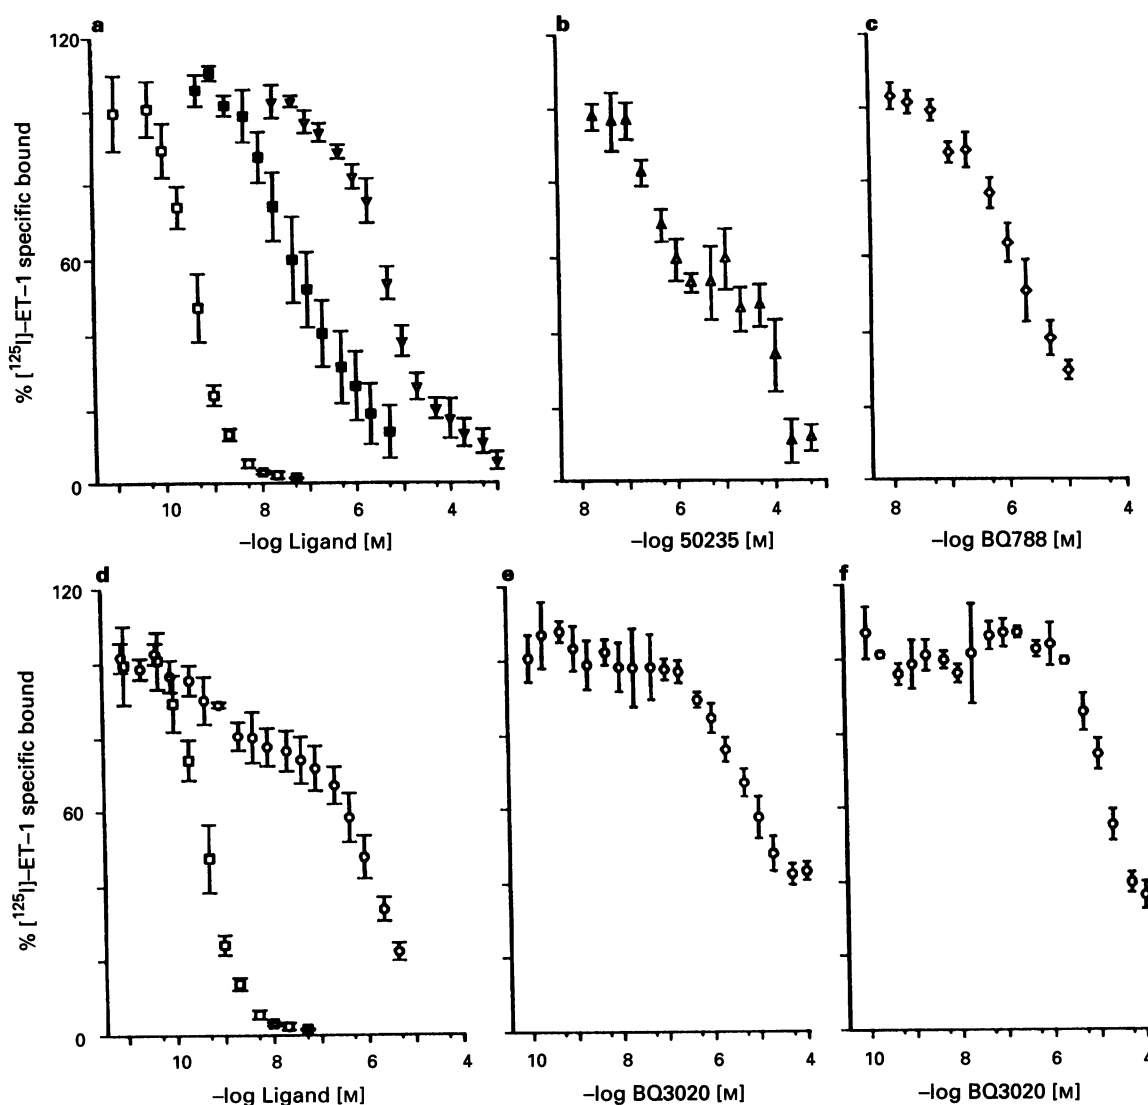 a
b
c
120
60
0
% [¹²⁵I]–ET–1 specific bound
10
8
6
4
–log Ligand [M]
8
6
4
–log 50235 [M]
8
6
4
–log BQ788 [M]
d
e
f
120
60
0
% [¹²⁵I]–ET–1 specific bound
10
8
6
4
–log Ligand [M]
10
8
6
4
–log BQ3020 [M]
10
8
6
4
–log BQ3020 [M]